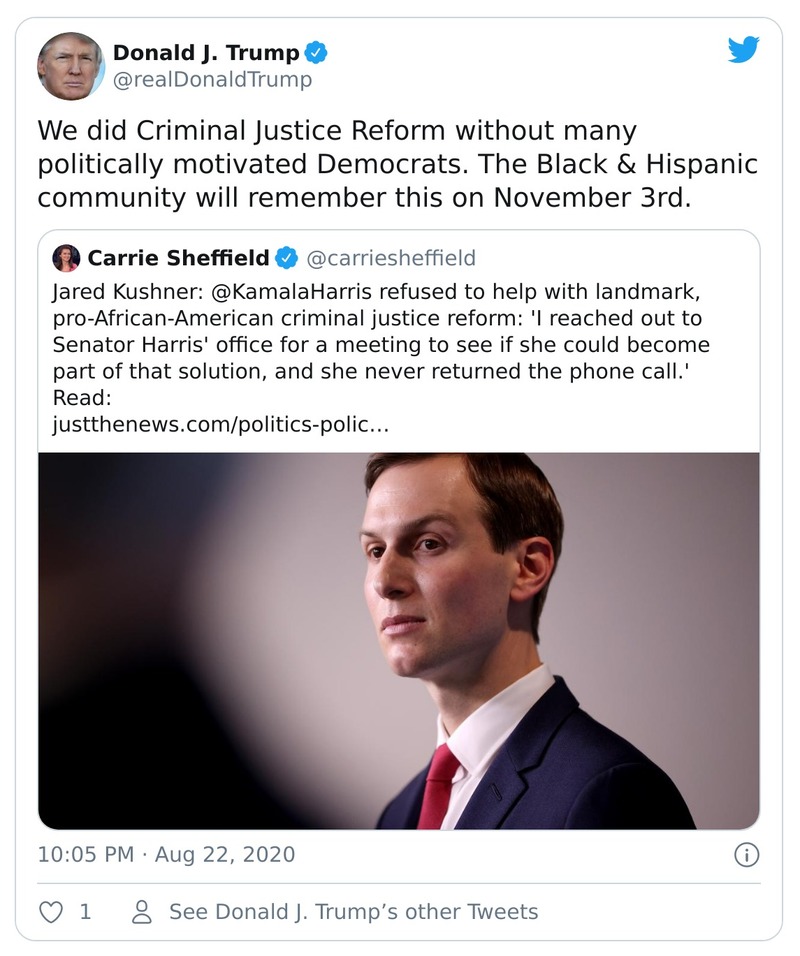 Donald J. Trump
@realDonaldTrump
We did Criminal Justice Reform without many
politically motivated Democrats. The Black & Hispanic
community will remember this on November 3rd.
Carrie Sheffield @carriesheffield
Jared Kushner: @KamalaHarris refused to help with landmark,
pro-African-American criminal justice reform: 'I reached out to
Senator Harris' office for a meeting to see if she could become
part of that solution, and she never returned the phone call.'
Read:
justthenews.com/politics-polic…
10:05 PM · Aug 22, 2020
1 See Donald J. Trump’s other Tweets